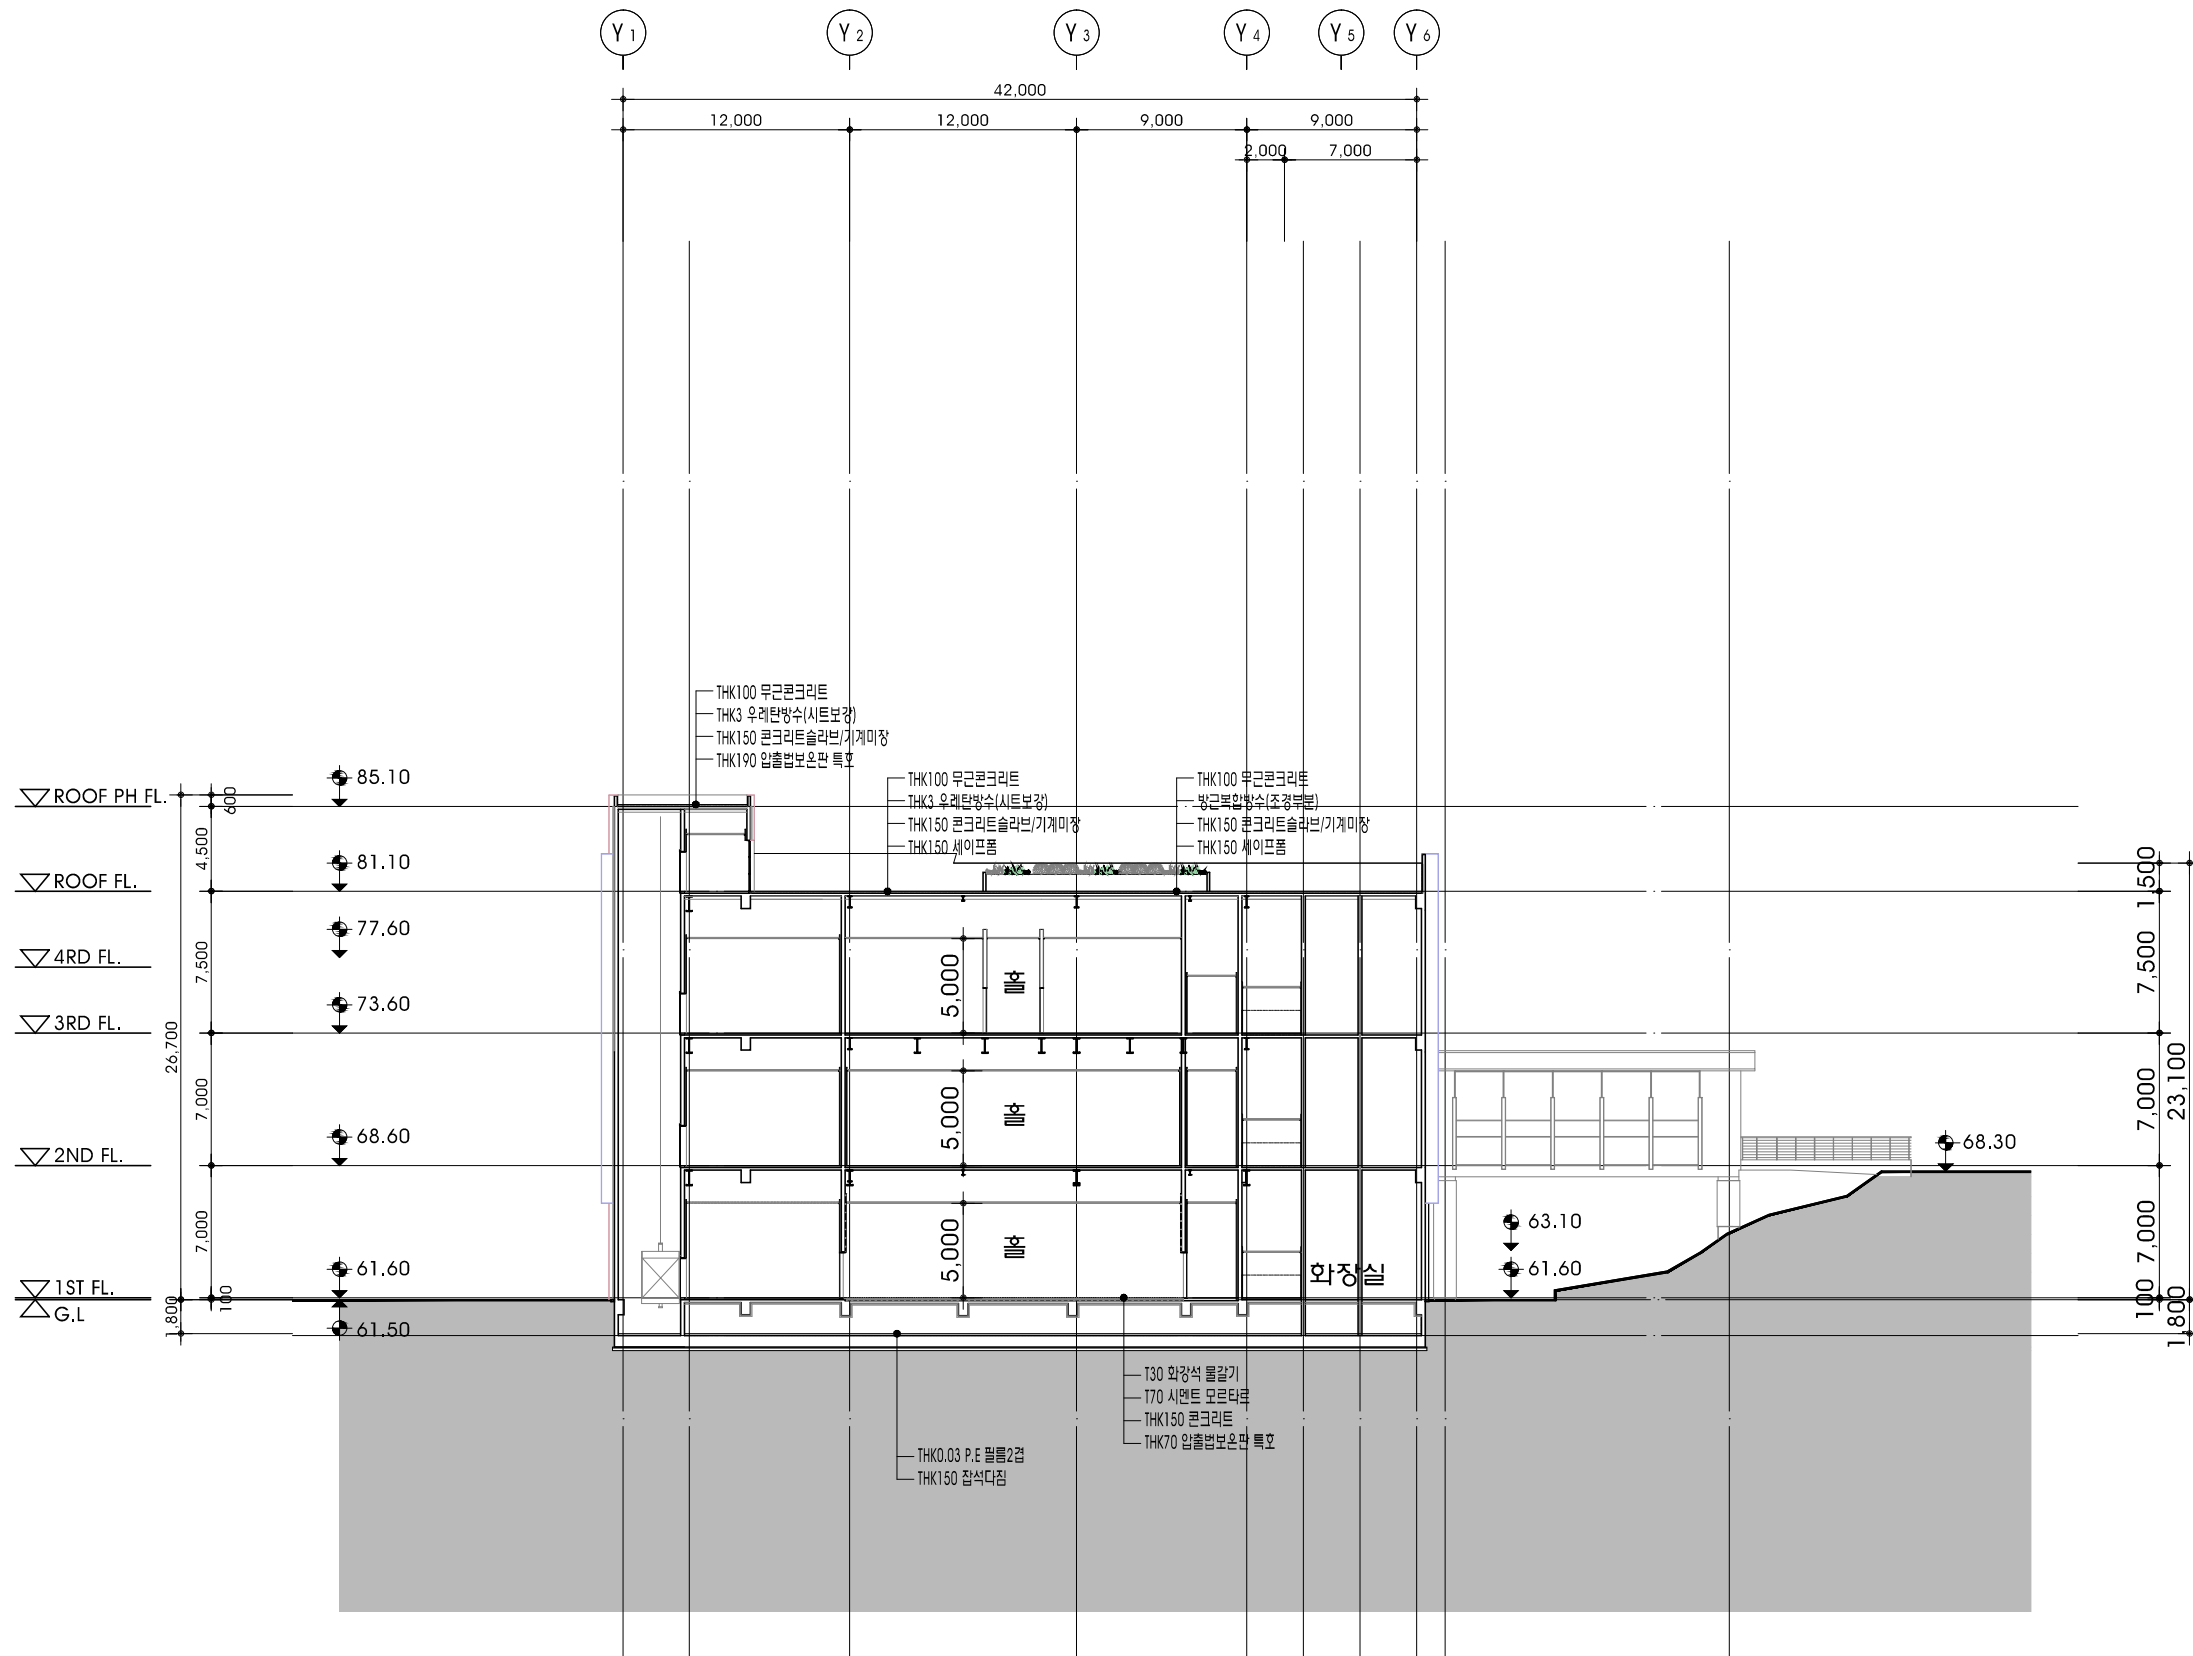 Y 1
Y 2
Y 3
Y 4
Y 5
Y 6
42,000
12,000
12,000
9,000
9,000
2,000
7,000
THK100 무근콘크리트
THK3 우레탄방수(시트보강)
THK150 콘크리트슬라브/기계미장
THK190 압출법보온판 특호
THK100 무근콘크리트
THK3 우레탄방수(시트보강)
THK150 콘크리트슬라브/기계미장
THK150 세이프폼
THK100 무근콘크리트
방근복합방수(조경부분)
THK150 콘크리트슬라브/기계미장
THK150 세이프폼
ROOF PH FL.
ROOF FL.
4RD FL.
3RD FL.
2ND FL.
1ST FL.
G.L
600
4,500
7,500
7,000
7,000
100
26,700
1,800
85.10
81.10
77.60
73.60
68.60
61.60
61.50
5,000
홀
5,000
홀
5,000
홀
화장실
63.10
61.60
68.30
1,500
7,500
7,000
7,000
100
23,100
1,800
T30 화강석 물갈기
T70 시멘트 모르타르
THK150 콘크리트
THK70 압출법보온판 특호
THK0.03 P.E 필름2겹
THK150 잡석다짐